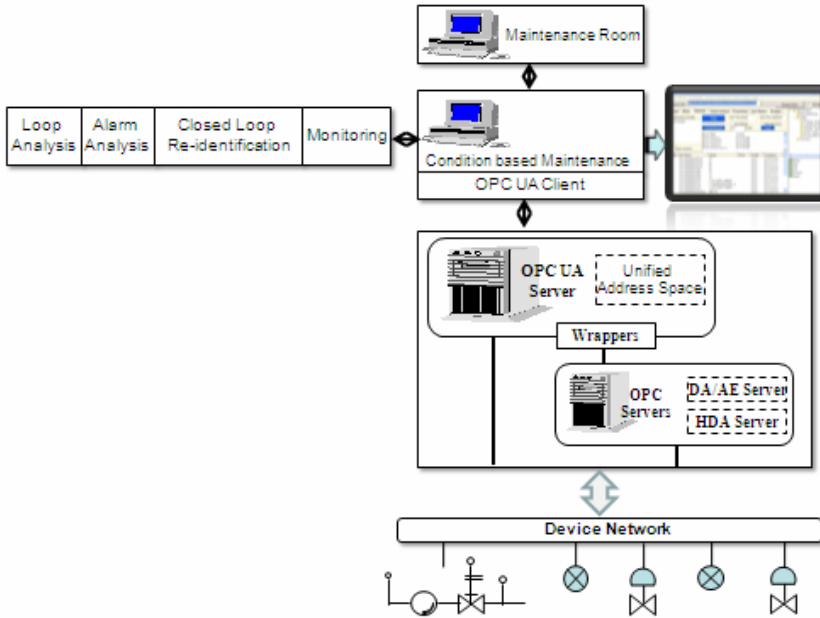 Maintenance Room
Loop
Analysis
Alarm
Analysis
Closed Loop
Re-identification
Monitoring
Condition based Maintenance
OPC UA Client
OPC UA
Server
Unified
Address Space
Wrappers
OPC
Servers
DA/AE Server
HDA Server
Device Network